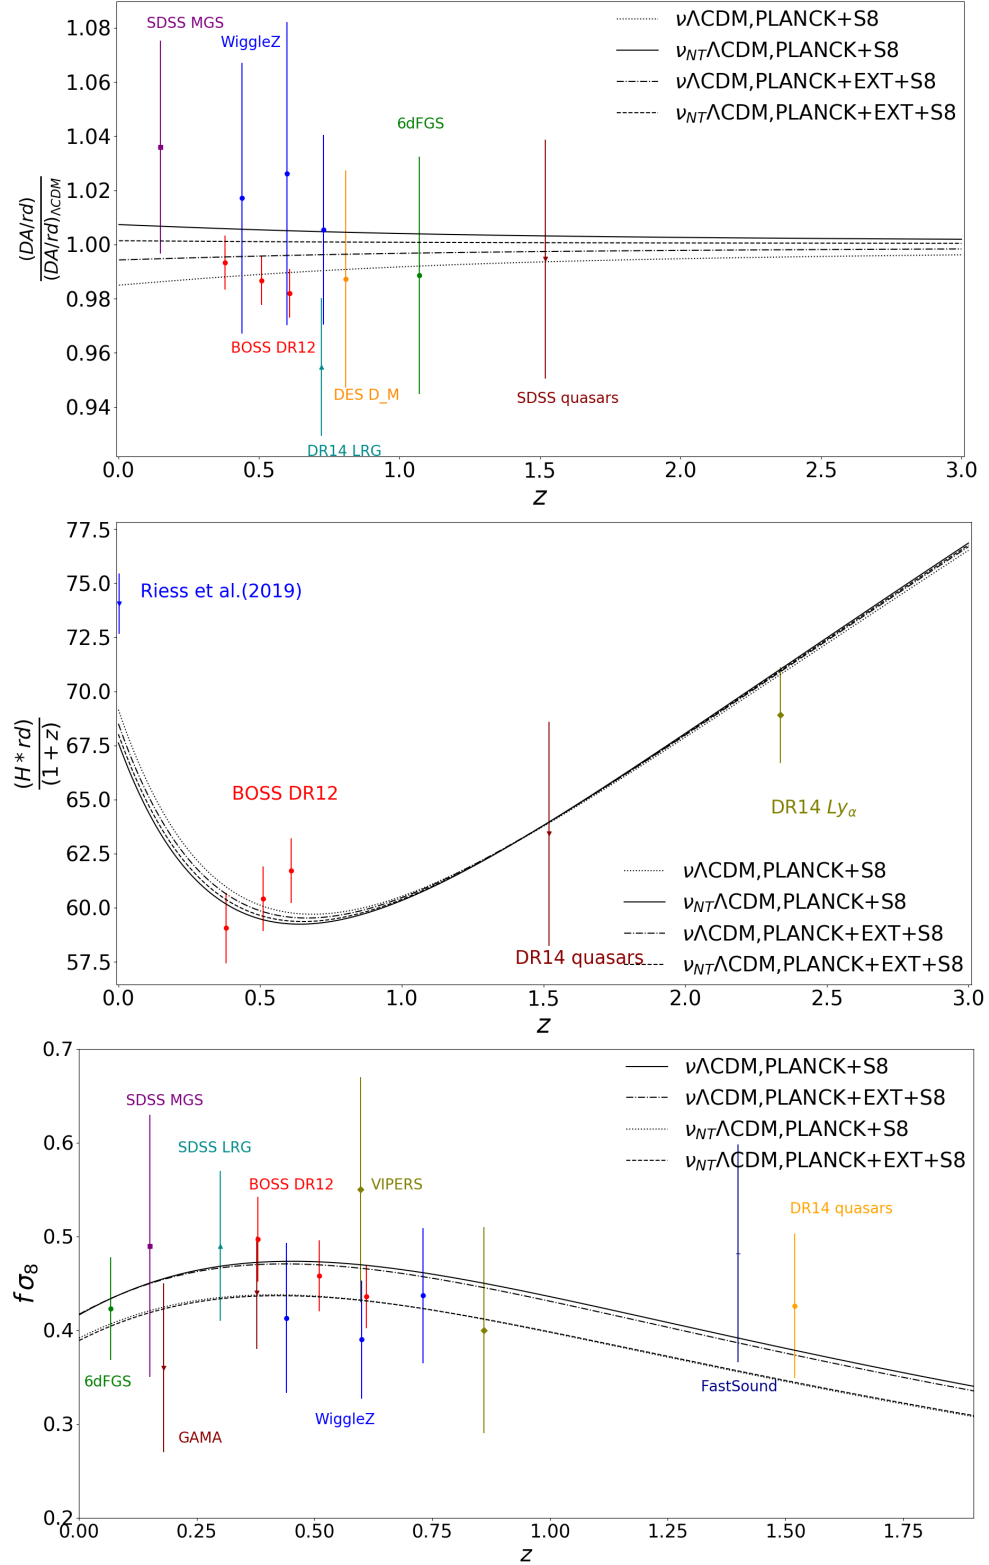 SDSS MGS
WiggleZ
6dFGS
BOSS DR12
DES D_M
DR14 LRG
SDSS quasars
νΛCDM,PLANCK+S8
ν_NTΛCDM,PLANCK+S8
νΛCDM,PLANCK+EXT+S8
ν_NTΛCDM,PLANCK+EXT+S8
(DA/rd)
(DA/rd)_ΛCDM
1.08
1.06
1.04
1.02
1.00
0.98
0.96
0.94
0.0 0.5 1.0 1.5 2.0 2.5 3.0
z
77.5
75.0
72.5
70.0
67.5
65.0
62.5
60.0
57.5
(H * rd)
(1 + z)
Riess et al.(2019)
BOSS DR12
DR14 Ly_α
DR14 quasars
νΛCDM,PLANCK+S8
ν_NTΛCDM,PLANCK+S8
νΛCDM,PLANCK+EXT+S8
ν_NTΛCDM,PLANCK+EXT+S8
0.0 0.5 1.0 1.5 2.0 2.5 3.0
z
0.7
0.6
0.5
0.4
0.3
0.2
fσ_8
νΛCDM,PLANCK+S8
νΛCDM,PLANCK+EXT+S8
ν_NTΛCDM,PLANCK+S8
ν_NTΛCDM,PLANCK+EXT+S8
SDSS MGS
SDSS LRG
BOSS DR12
VIPERS
DR14 quasars
6dFGS
FastSound
WiggleZ
GAMA
0.00 0.25 0.50 0.75 1.00 1.25 1.50 1.75
z